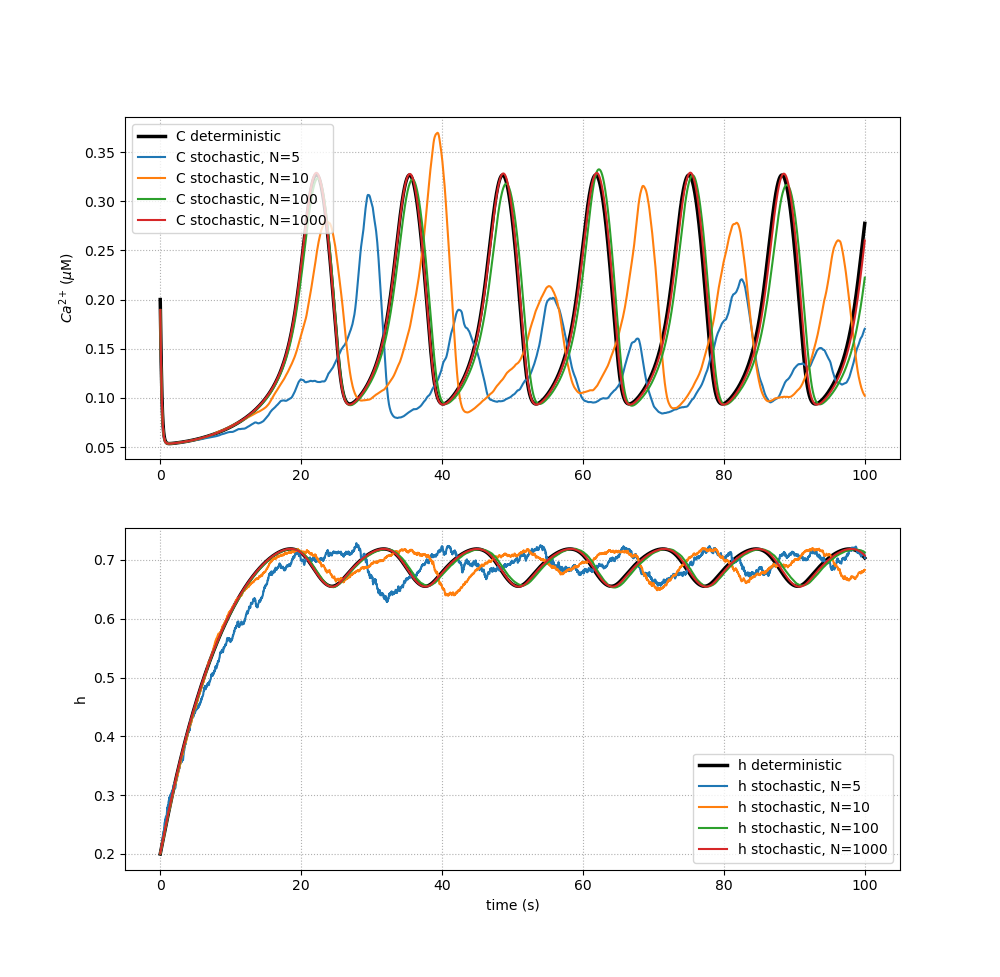 C deterministic
C stochastic, N=5
C stochastic, N=10
C stochastic, N=100
C stochastic, N=1000
Ca²⁺ (μM)
0.35
0.30
0.25
0.20
0.15
0.10
0.05
0 20 40 60 80 100
h
0.7
0.6
0.5
0.4
0.3
0.2
h deterministic
h stochastic, N=5
h stochastic, N=10
h stochastic, N=100
h stochastic, N=1000
0 20 40 60 80 100
time (s)